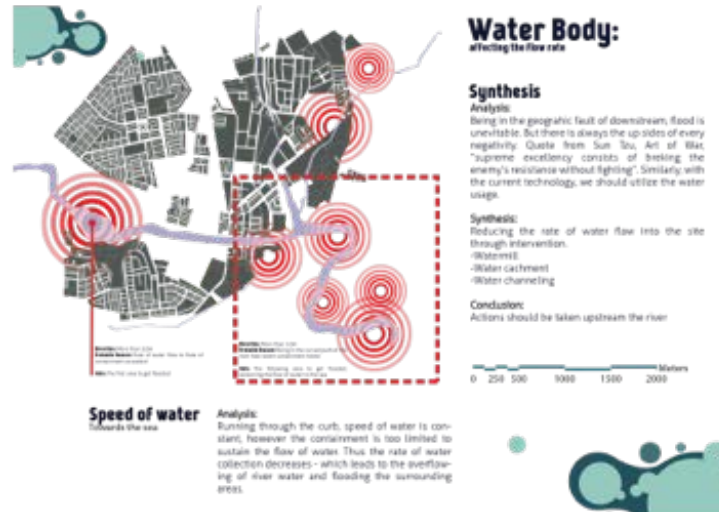 Water Body:
affecting the flow rate
Synthesis
Analysis:
Being in the geograhic fault of downstream, flood is
unevitable. But there is always the up sides of every
negativity. Quote from Sun Tzu, Art of War,
"supreme excellency consists of breking the
enemy's resistance without fighting". Similarly, with
the current technology, we should utilize the water
usage.
Synthesis:
Reducing the rate of water flaw into the site
through intervention.
-Watermill
-Water cachment
-Water channeling
Conclusion:
Actions should be taken upstream the river
Meters
0 250 500 1000 1500 2000
Speed of water
Towards the sea
Analysis:
Running through the curb, speed of water is con-
stant, however the containment is too limited to
sustain the flow of water. Thus the rate of water
collection decreases - which leads to the overflow-
ing of river water and flooding the surrounding
areas.